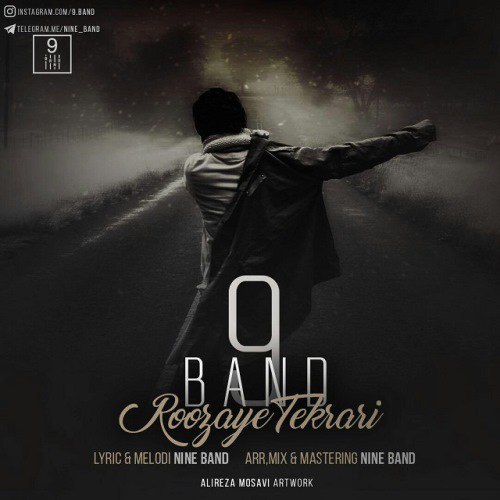 INSTAGRAM.COM/9.BAND
TELEGRAM.ME/NINE_BAND
9
BAND
9
BAND
Roozaye Tekrari
LYRIC & MELODI NINE BAND ARR,MIX & MASTERING NINE BAND
ALIREZA MOSAVI ARTWORK